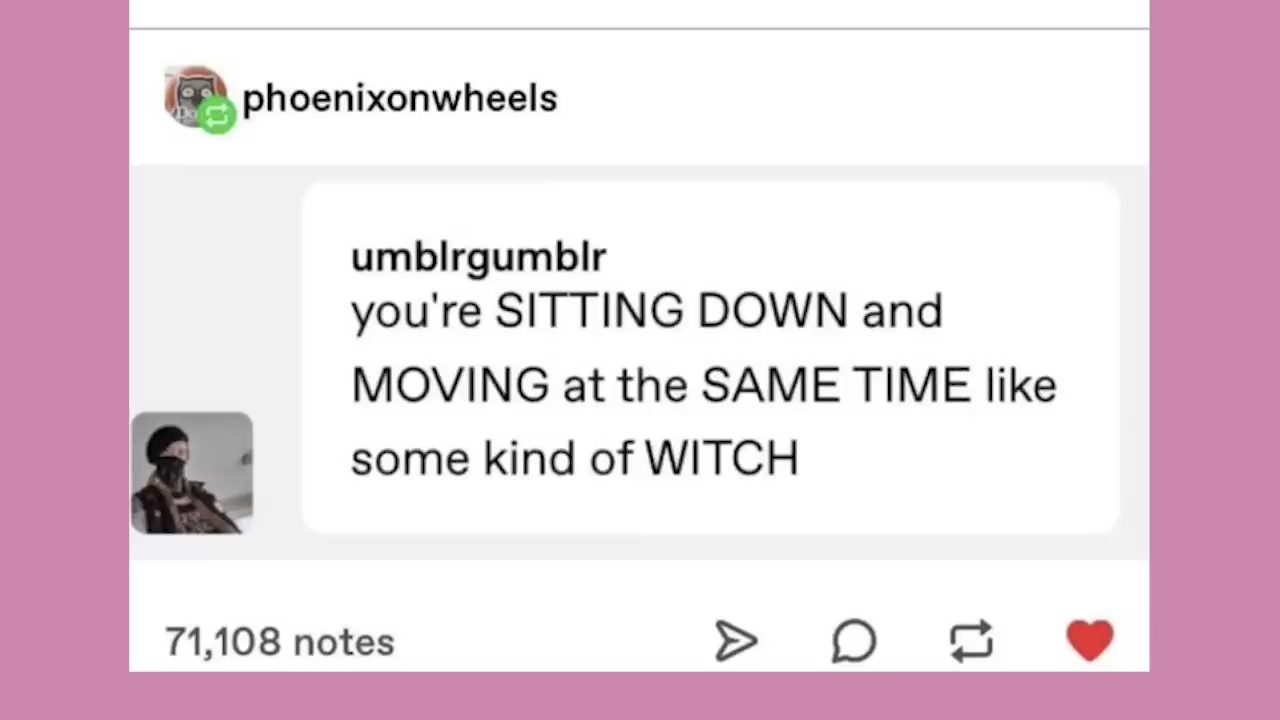 phoenixonwheels
umblrgumblr
you're SITTING DOWN and
MOVING at the SAME TIME like
some kind of WITCH
71,108 notes